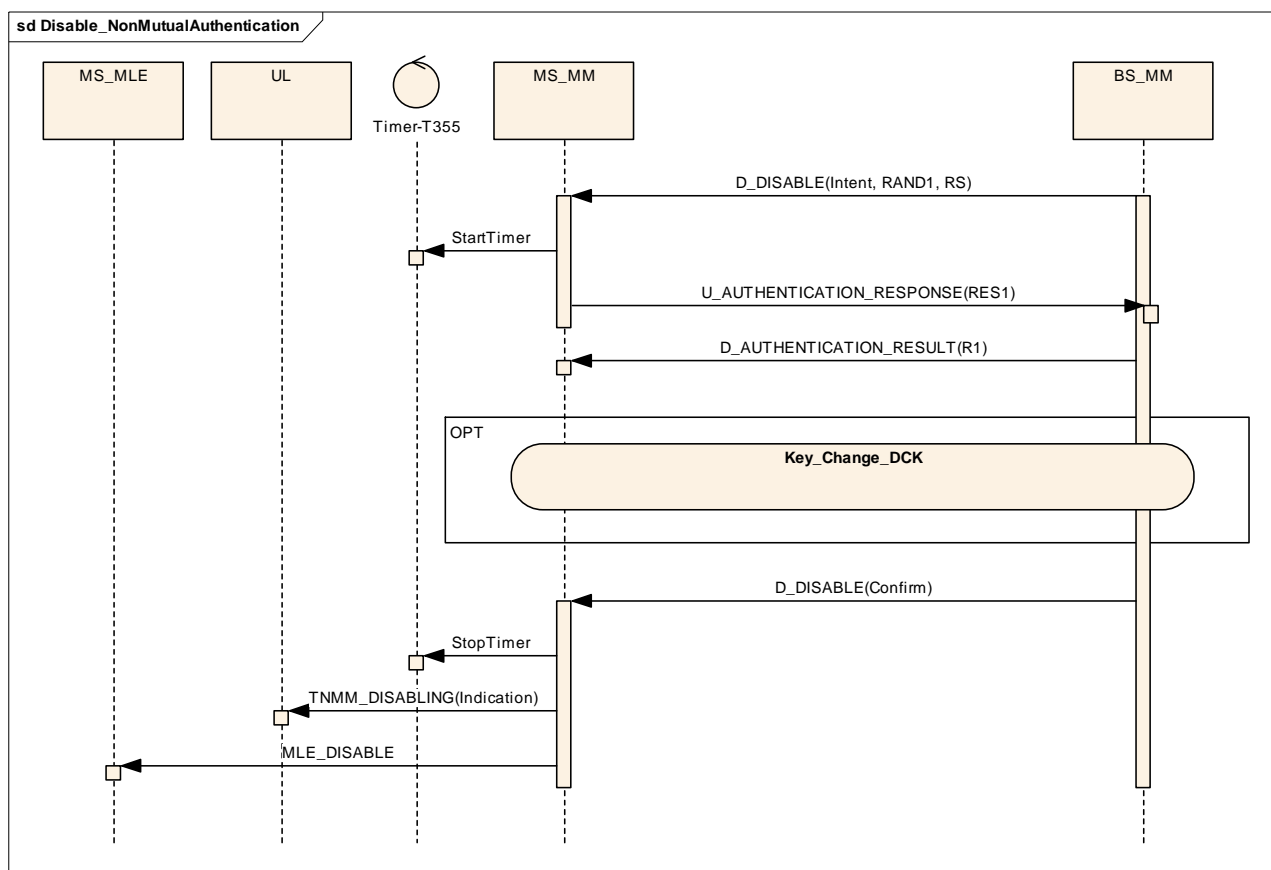 sd Disable_NonMutualAuthentication
MS_MLE
UL
Timer-T355
MS_MM
BS_MM
D_DISABLE(Intent, RAND1, RS)
StartTimer
U_AUTHENTICATION_RESPONSE(RES1)
D_AUTHENTICATION_RESULT(R1)
OPT
Key_Change_DCK
D_DISABLE(Confirm)
StopTimer
TNMM_DISABLING(Indication)
MLE_DISABLE